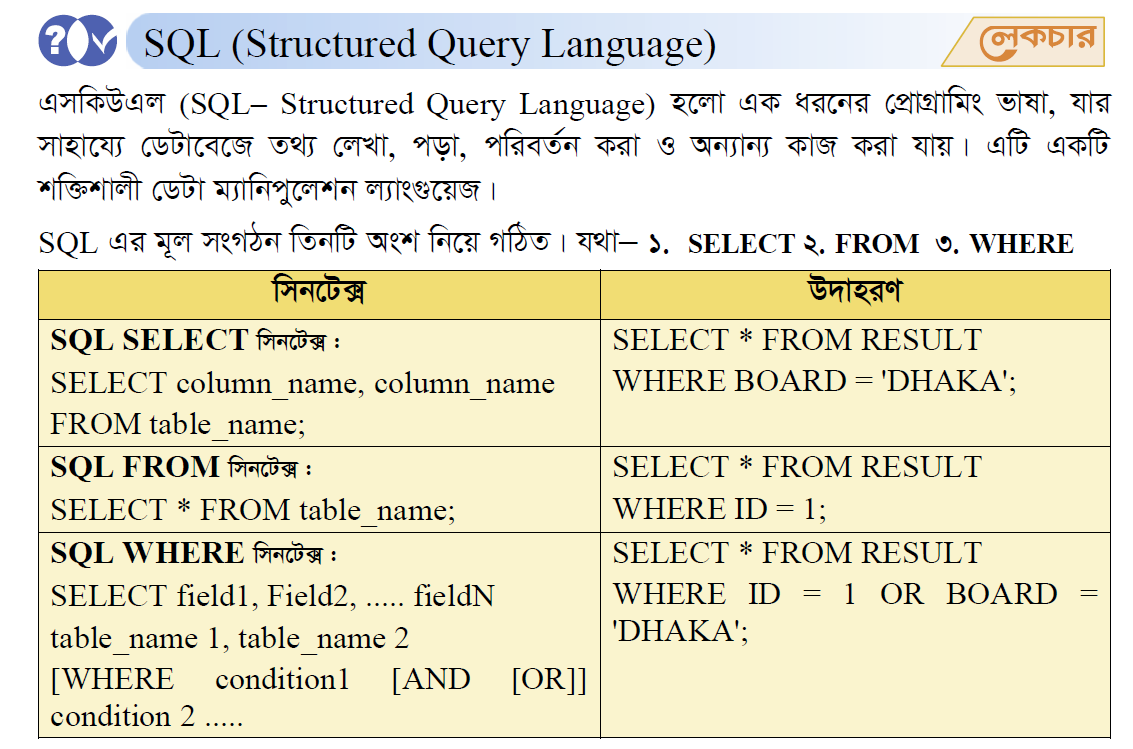 SQL (Structured Query Language)
লেকচার
এসকিউএল (SQL– Structured Query Language) হলো এক ধরনের প্রোগ্রামিং ভাষা, যার
সাহায্যে ডেটাবেজে তথ্য লেখা, পড়া, পরিবর্তন করা ও অন্যান্য কাজ করা যায়। এটি একটি
শক্তিশালী ডেটা ম্যানিপুলেশন ল্যাংগুয়েজ।
SQL এর মূল সংগঠন তিনটি অংশ নিয়ে গঠিত। যথা– ১. SELECT ২. FROM ৩. WHERE
সিনটেক্স
উদাহরণ
SQL SELECT সিনটেক্স :
SELECT column_name, column_name
FROM table_name;
SELECT * FROM RESULT
WHERE BOARD = 'DHAKA';
SQL FROM সিনটেক্স :
SELECT * FROM table_name;
SELECT * FROM RESULT
WHERE ID = 1;
SQL WHERE সিনটেক্স :
SELECT field1, Field2, ..... fieldN
table_name 1, table_name 2
[WHERE condition1 [AND [OR]]
condition 2 .....
SELECT * FROM RESULT
WHERE ID = 1 OR BOARD =
'DHAKA';